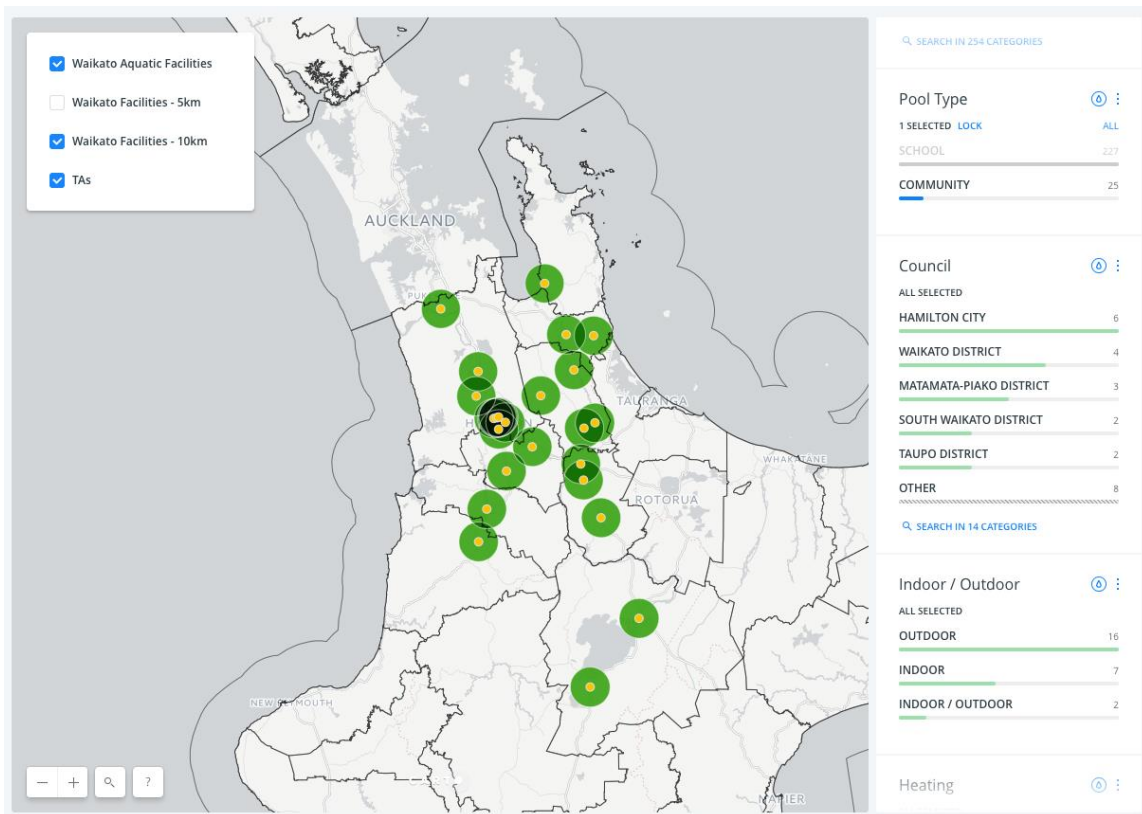 Waikato Aquatic Facilities
Waikato Facilities - 5km
Waikato Facilities - 10km
TAs
AUCKLAND
TAURANGA
WHAKATANE
ROTORUA
SEARCH IN 254 CATEGORIES
Pool Type
1 SELECTED LOCK ALL
SCHOOL 227
COMMUNITY 25
Council
ALL SELECTED
HAMILTON CITY 6
WAIKATO DISTRICT 4
MATAMATA-PIAKO DISTRICT 3
SOUTH WAIKATO DISTRICT 2
TAUPO DISTRICT 2
OTHER 8
SEARCH IN 14 CATEGORIES
Indoor / Outdoor
ALL SELECTED
OUTDOOR 16
INDOOR 7
INDOOR / OUTDOOR 2
Heating
NEW PLYMOUTH
NAPIER
?